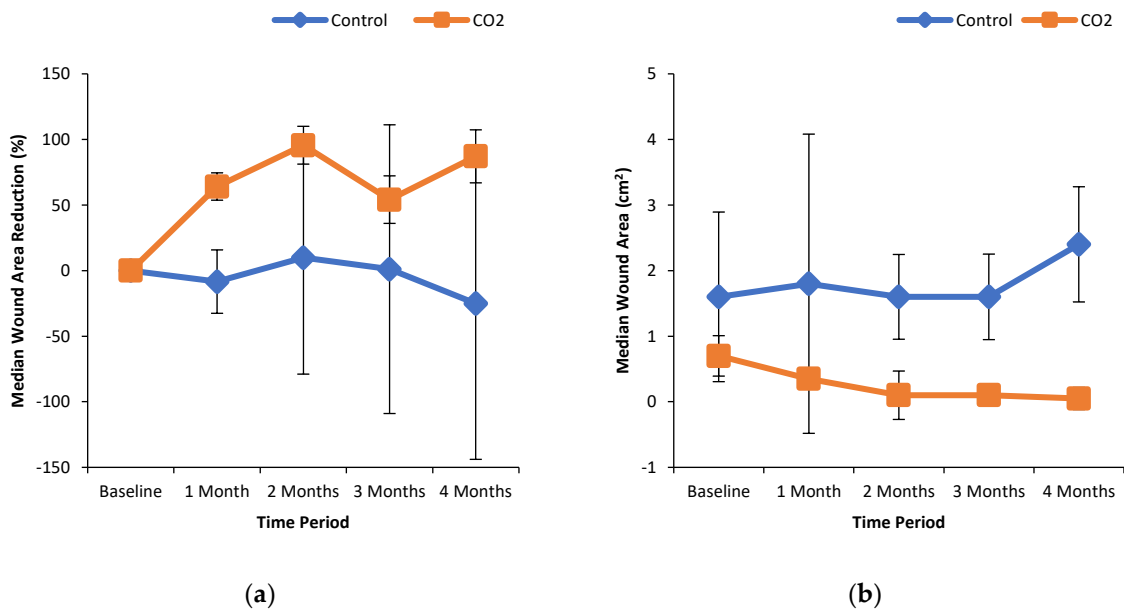 Control CO2
Median Wound Area Reduction (%)
150
100
50
0
-50
-100
-150
Baseline 1 Month 2 Months 3 Months 4 Months
Time Period
(a)
Control CO2
Median Wound Area (cm²)
5
4
3
2
1
0
-1
Baseline 1 Month 2 Months 3 Months 4 Months
Time Period
(b)